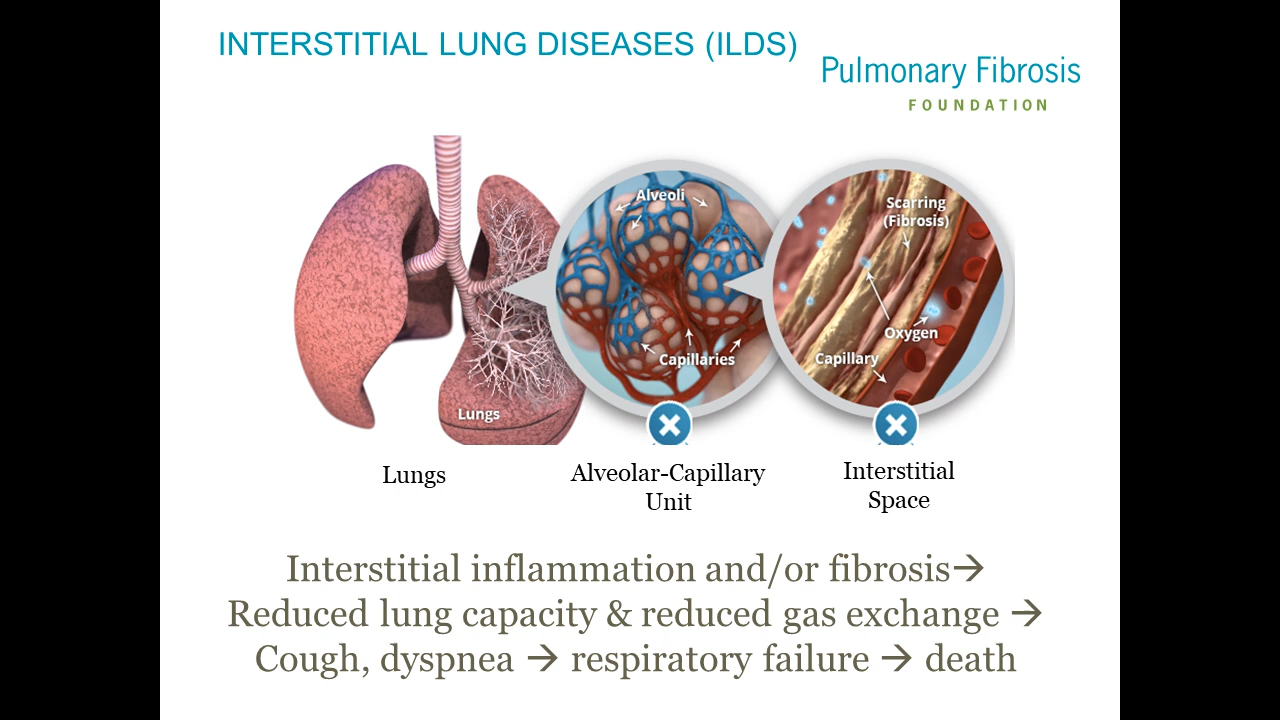 INTERSTITIAL LUNG DISEASES (ILDS)
Pulmonary Fibrosis
FOUNDATION
Alveoli
Scarring
(Fibrosis)
Oxygen
Capillaries
Capillary
Lungs
Lungs
Alveolar-Capillary
Unit
Interstitial
Space
Interstitial inflammation and/or fibrosis→
Reduced lung capacity & reduced gas exchange →
Cough, dyspnea → respiratory failure → death